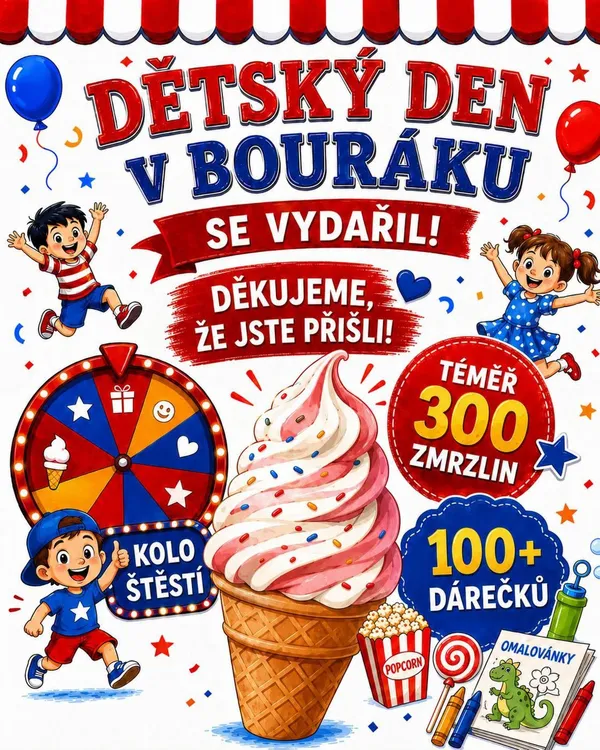 DĚTSKÝ DEN
V BOURÁKU
SE VYDAŘIL!
DĚKUJEME,
ŽE JSTE PŘIŠLI!
TÉMĚŘ
300
ZMRZLIN
KOLO
ŠTĚSTÍ
100+
DÁREČKŮ
POPCORN
OMALOVÁNKY